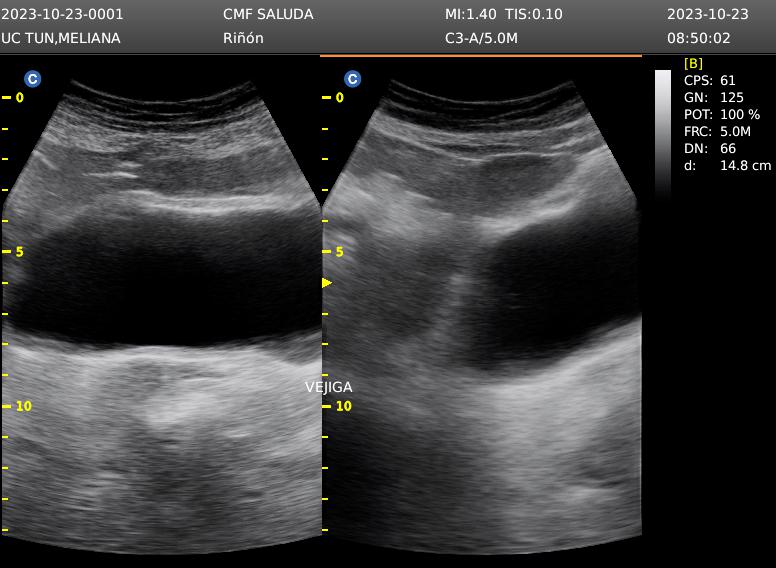 2023-10-23-0001 CMF SALUDA MI:1.40 TIS:0.10 2023-10-23
UC TUN,MELIANA Riñón C3-A/5.0M 08:50:02
C C
[B]
CPS: 61
GN: 125
POT: 100 %
FRC: 5.0M
DN: 66
d: 14.8 cm
0 0
5 5
VEJIGA
10 10